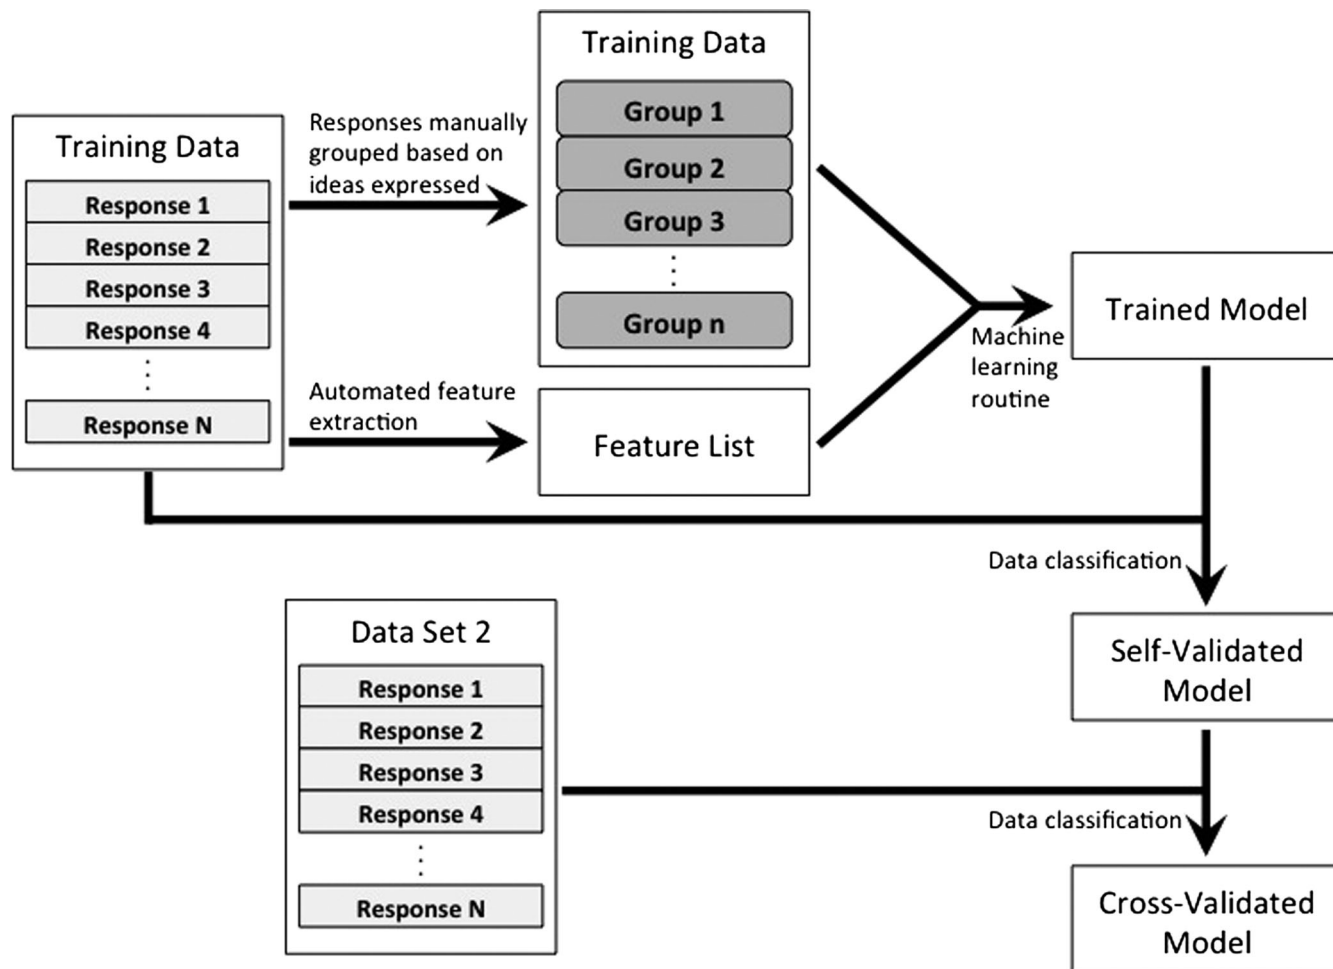 Training Data
Response 1
Response 2
Response 3
Response 4
Response N
Responses manually
grouped based on
ideas expressed
Automated feature
extraction
Training Data
Group 1
Group 2
Group 3
Group n
Feature List
Machine
learning
routine
Trained Model
Data classification
Self-Validated
Model
Data Set 2
Response 1
Response 2
Response 3
Response 4
Response N
Data classification
Cross-Validated
Model